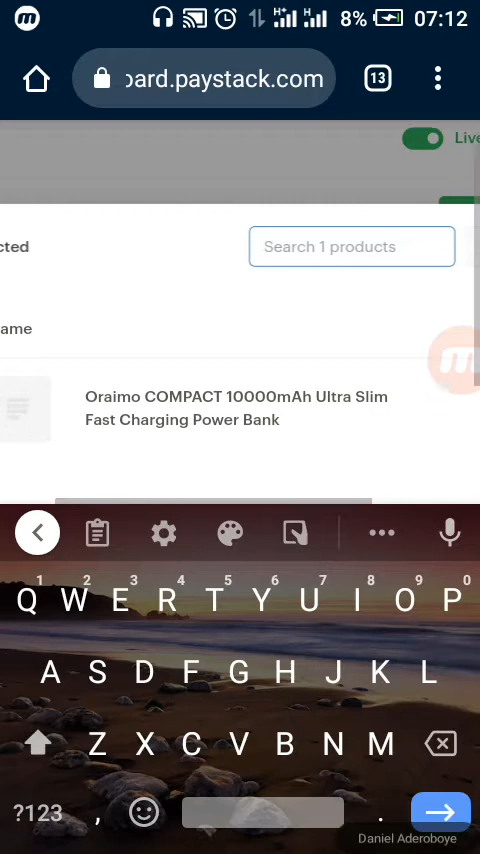 8% 07:12
oard.paystack.com 13
Live
cted Search 1 products
ame
Oraimo COMPACT 10000mAh Ultra Slim
Fast Charging Power Bank
1 2 3 4 5 6 7 8 9 0
Q W E R T Y U I O P
A S D F G H J K L
Z X C V B N M
?123 , .
Daniel Aderoboye